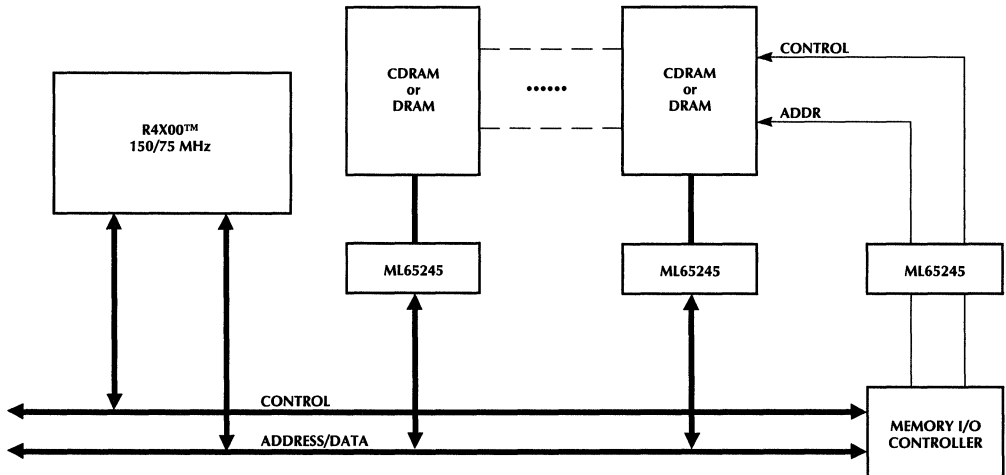 R4X00™
150/75 MHz
CDRAM
or
DRAM
......
CDRAM
or
DRAM
CONTROL
ADDR
ML65245
ML65245
ML65245
CONTROL
ADDRESS/DATA
MEMORY I/O
CONTROLLER